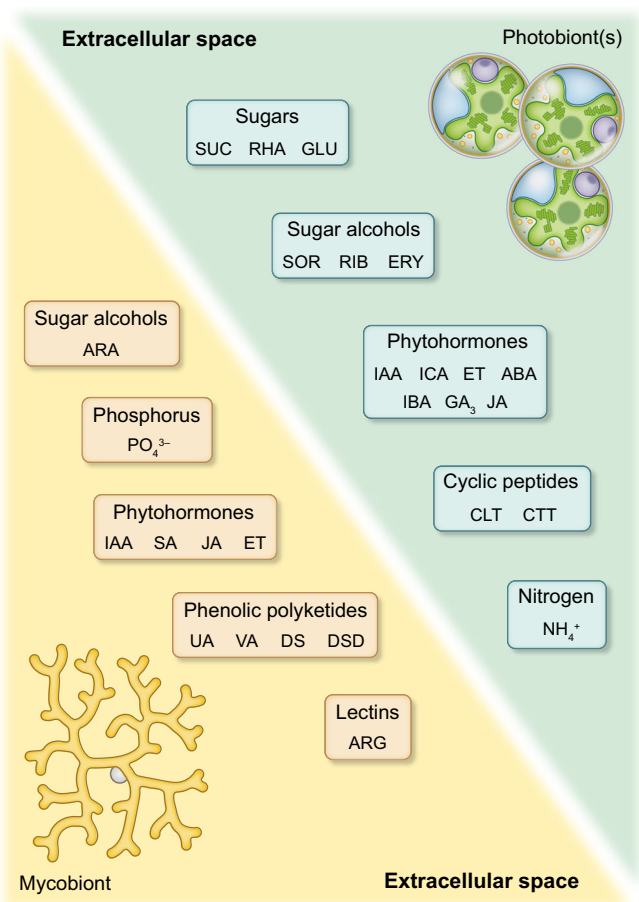 Extracellular space
Photobiont(s)
Sugars
SUC RHA GLU
Sugar alcohols
SOR RIB ERY
Sugar alcohols
ARA
Phytohormones
IAA ICA ET ABA
IBA GA₃ JA
Phosphorus
PO₄³⁻
Cyclic peptides
CLT CTT
Phytohormones
IAA SA JA ET
Nitrogen
NH₄⁺
Phenolic polyketides
UA VA DS DSD
Lectins
ARG
Mycobiont
Extracellular space